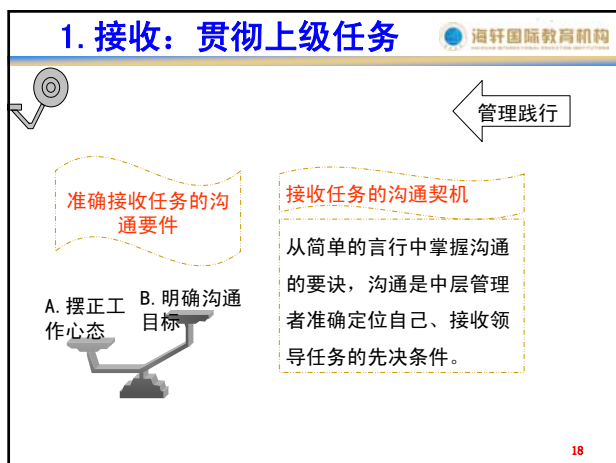 1.接收：贯彻上级任务
海轩国际教育机构
管理践行
准确接收任务的沟
通要件
A.摆正工
作心态
B.明确沟通
目标
接收任务的沟通契机
从简单的言行中掌握沟通
的要诀，沟通是中层管理
者准确定位自己、接收领
导任务的先决条件。
18